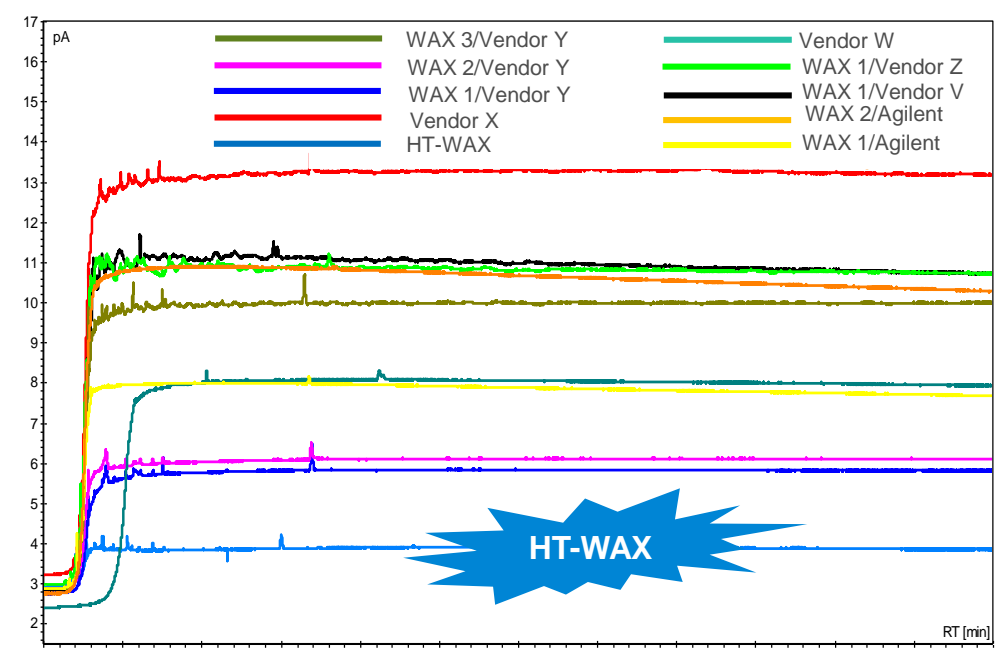 17
pA
16
15
14
13
12
11
10
9
8
7
6
5
4
3
2
WAX 3/Vendor Y
WAX 2/Vendor Y
WAX 1/Vendor Y
Vendor X
HT-WAX
Vendor W
WAX 1/Vendor Z
WAX 1/Vendor V
WAX 2/Agilent
WAX 1/Agilent
HT-WAX
RT [min]